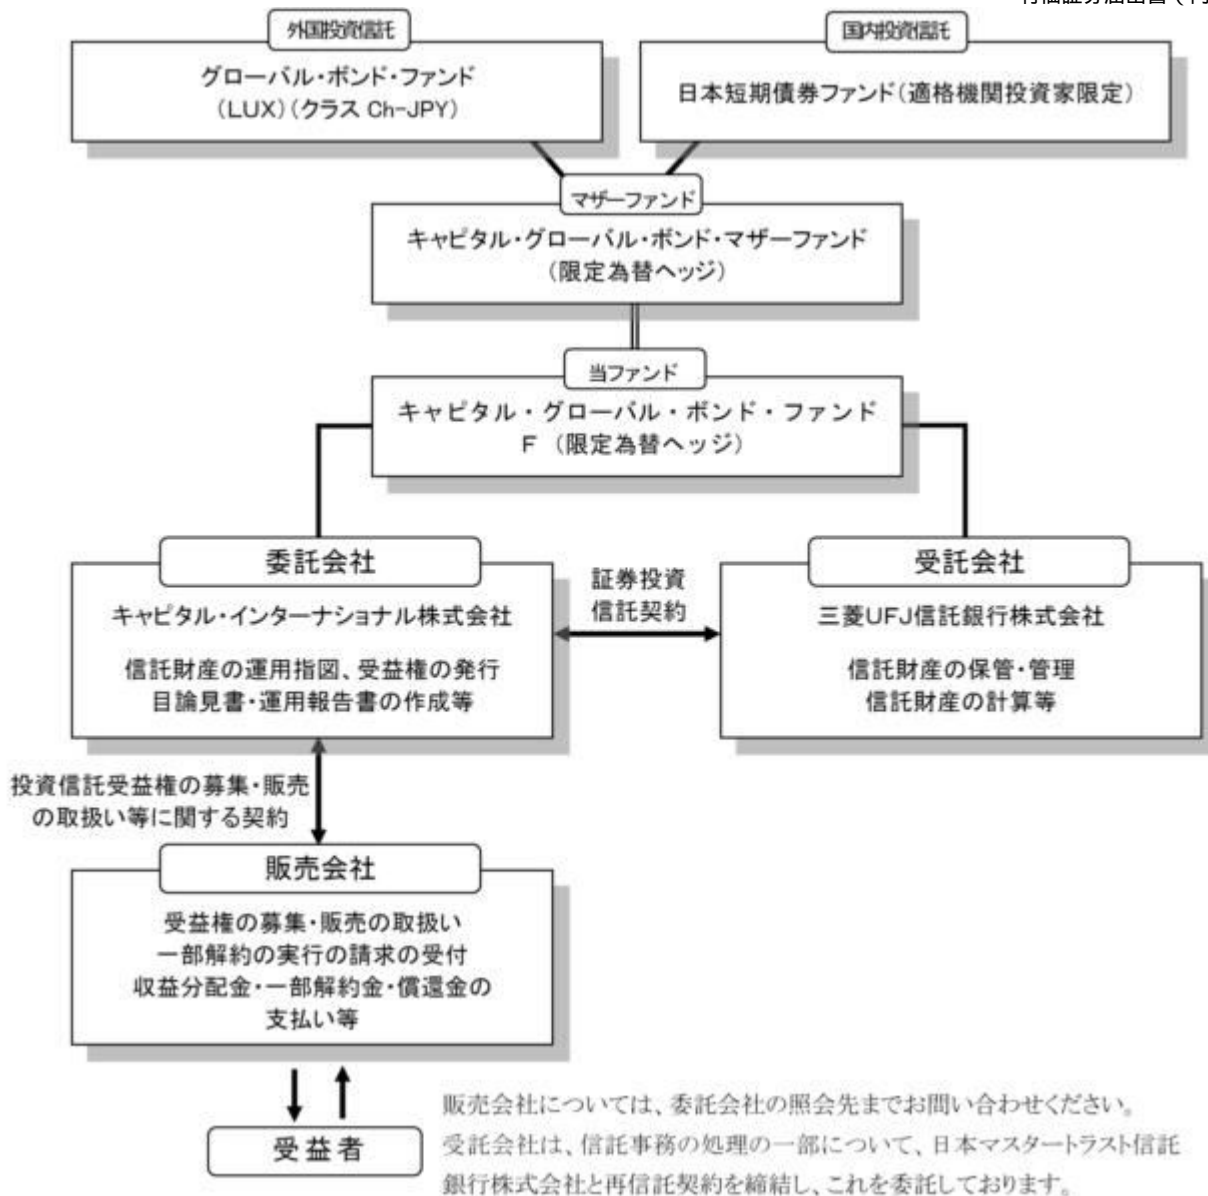 外国投資信託
グローバル・ボンド・ファンド
(LUX)(クラス Ch-JPY)
国内投資信託
日本短期債券ファンド(適格機関投資家限定)
マザーファンド
キャピタル・グローバル・ボンド・マザーファンド
(限定為替ヘッジ)
当ファンド
キャピタル・グローバル・ボンド・ファンド
F (限定為替ヘッジ)
委託会社
キャピタル・インターナショナル株式会社
信託財産の運用指図、受益権の発行
目論見書・運用報告書の作成等
証券投資
信託契約
受託会社
三菱UFJ信託銀行株式会社
信託財産の保管・管理
信託財産の計算等
投資信託受益権の募集・販売
の取扱い等に関する契約
販売会社
受益権の募集・販売の取扱い
一部解約の実行の請求の受付
収益分配金・一部解約金・償還金の
支払い等
受益者
販売会社については、委託会社の照会先までお問い合わせください。
受託会社は、信託事務の処理の一部について、日本マスタートラスト信託
銀行株式会社と再信託契約を締結し、これを委託しております。